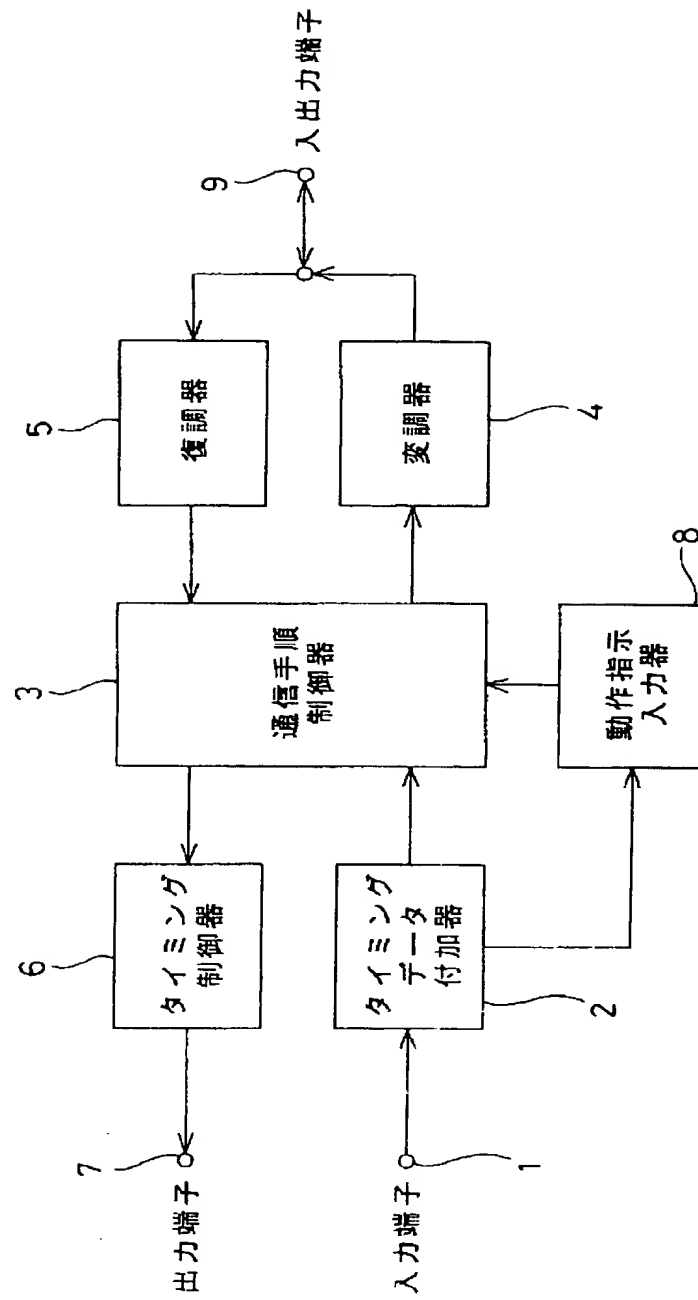 7
出力端子
6
タイミング
制御器
3
通信手順
制御器
5
復調器
9
入出力端子
入力端子
1
タイミング
データ
付加器
2
動作指示
入力器
8
変調器
4